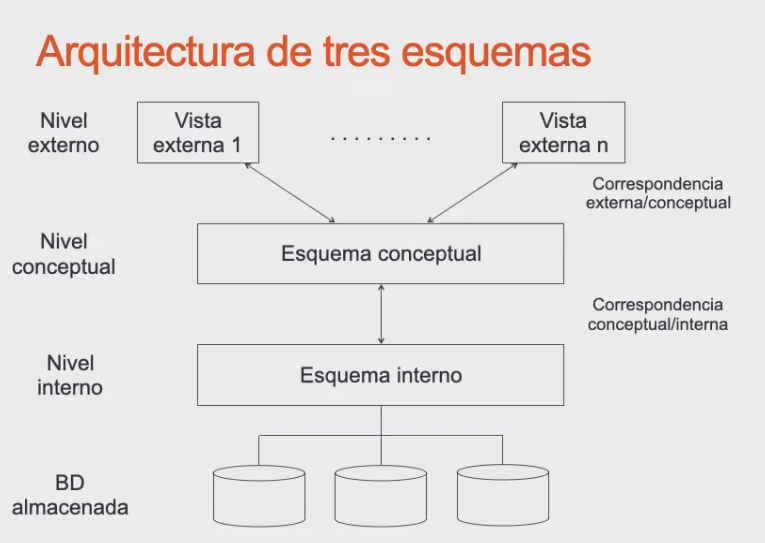 Arquitectura de tres esquemas
Nivel
externo
Vista
externa 1
. . . . . . . . .
Vista
externa n
Correspondencia
externa/conceptual
Nivel
conceptual
Esquema conceptual
Correspondencia
conceptual/interna
Nivel
interno
Esquema interno
BD
almacenada